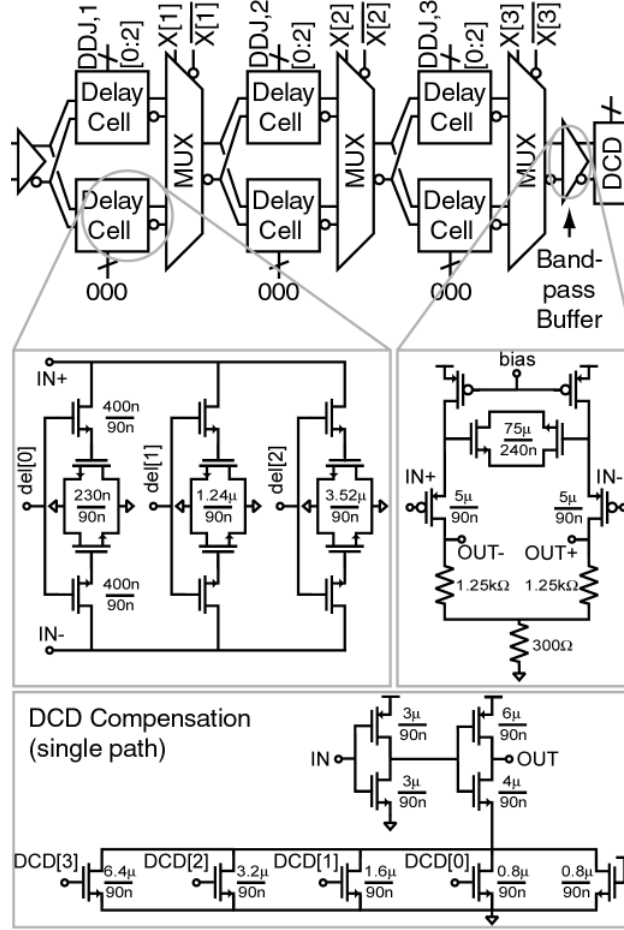 DDJ,1
[0:2]
X[1]
X[1]
DDJ,2
[0:2]
X[2]
X[2]
DDJ,3
[0:2]
X[3]
X[3]
Delay
Cell
Delay
Cell
MUX
Delay
Cell
Delay
Cell
MUX
Delay
Cell
Delay
Cell
MUX
DCD
000
000
000
Band-
pass
Buffer
IN+
del[0]
del[1]
del[2]
400n
90n
230n
90n
1.24µ
90n
3.52µ
90n
400n
90n
IN-
bias
75µ
240n
IN+
IN-
5µ
90n
5µ
90n
OUT-
OUT+
1.25kΩ
1.25kΩ
300Ω
DCD Compensation
(single path)
IN
3µ
90n
3µ
90n
6µ
90n
4µ
90n
OUT
DCD[3]
6.4µ
90n
DCD[2]
3.2µ
90n
DCD[1]
1.6µ
90n
DCD[0]
0.8µ
90n
0.8µ
90n